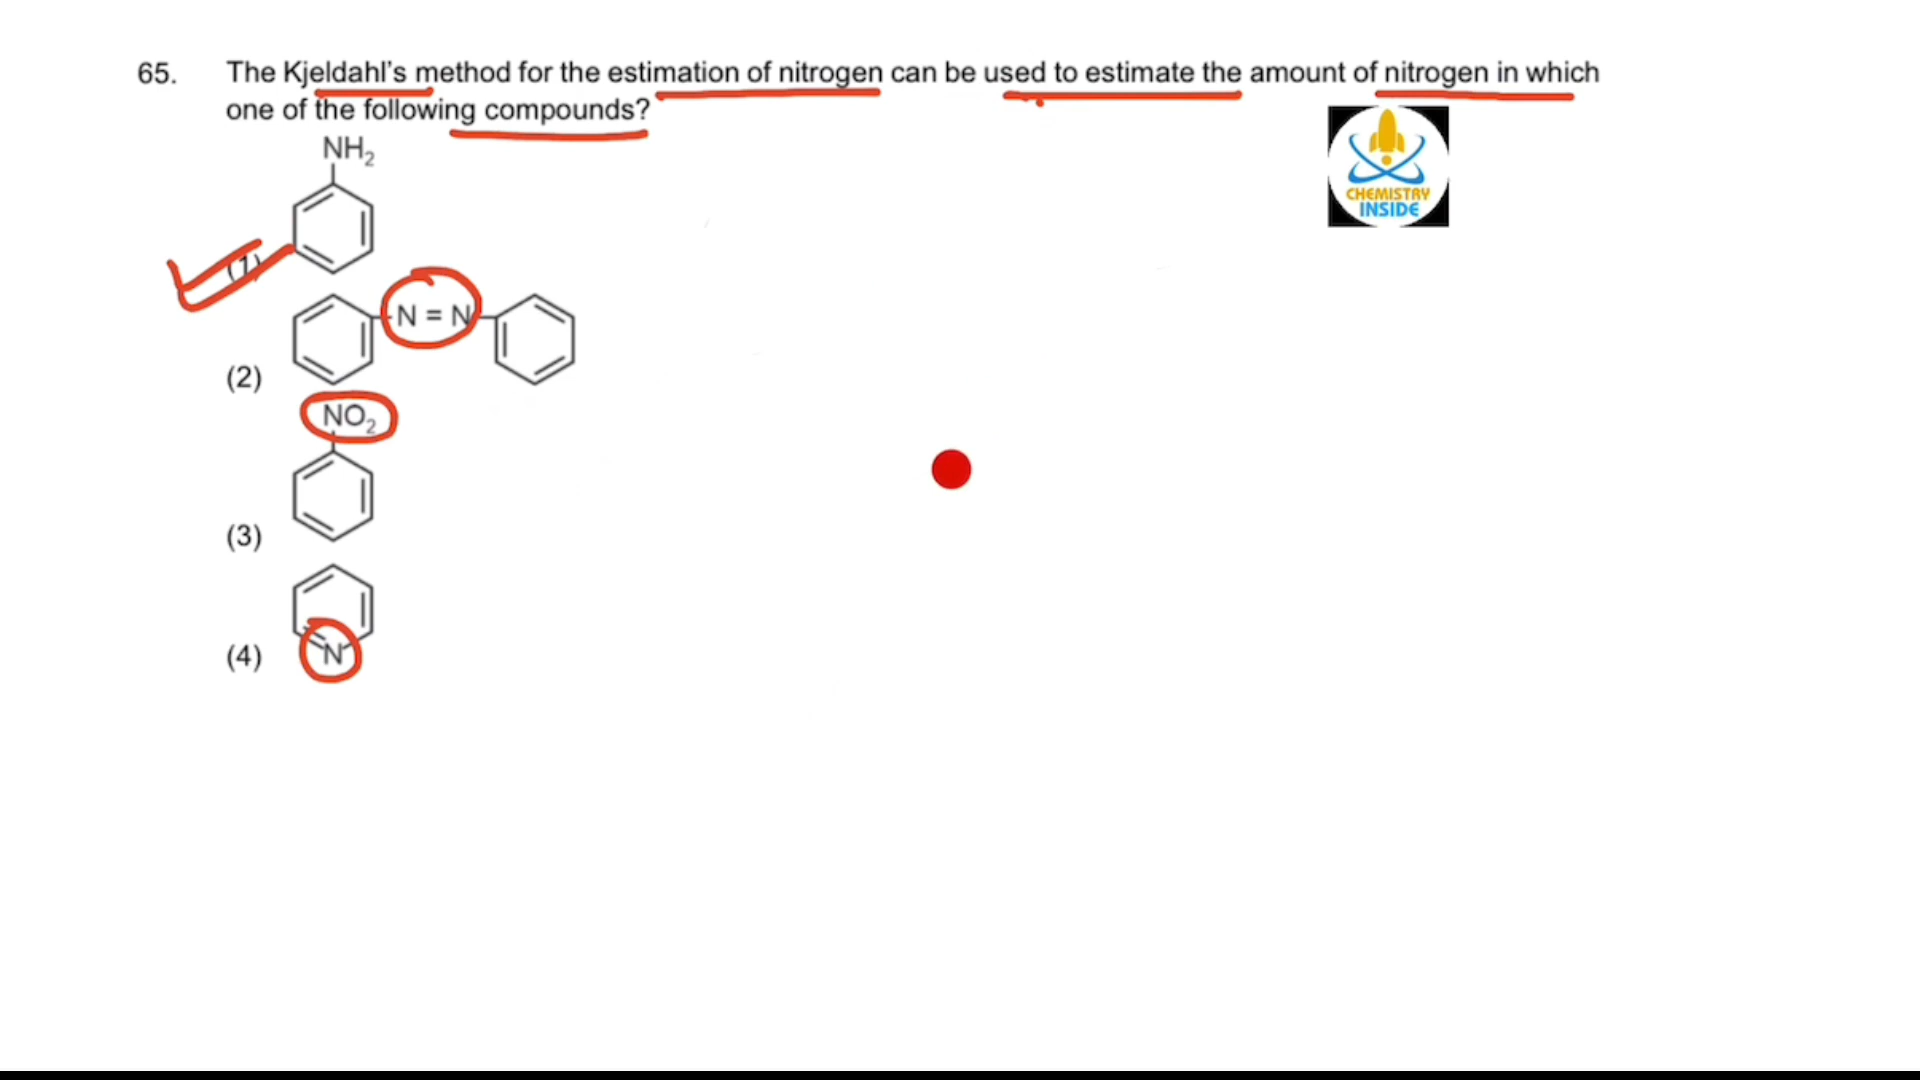 65. The Kjeldahl's method for the estimation of nitrogen can be used to estimate the amount of nitrogen in which
one of the following compounds?
NH₂
CHEMISTRY
INSIDE
(1)
N = N
(2)
NO₂
(3)
N
(4)